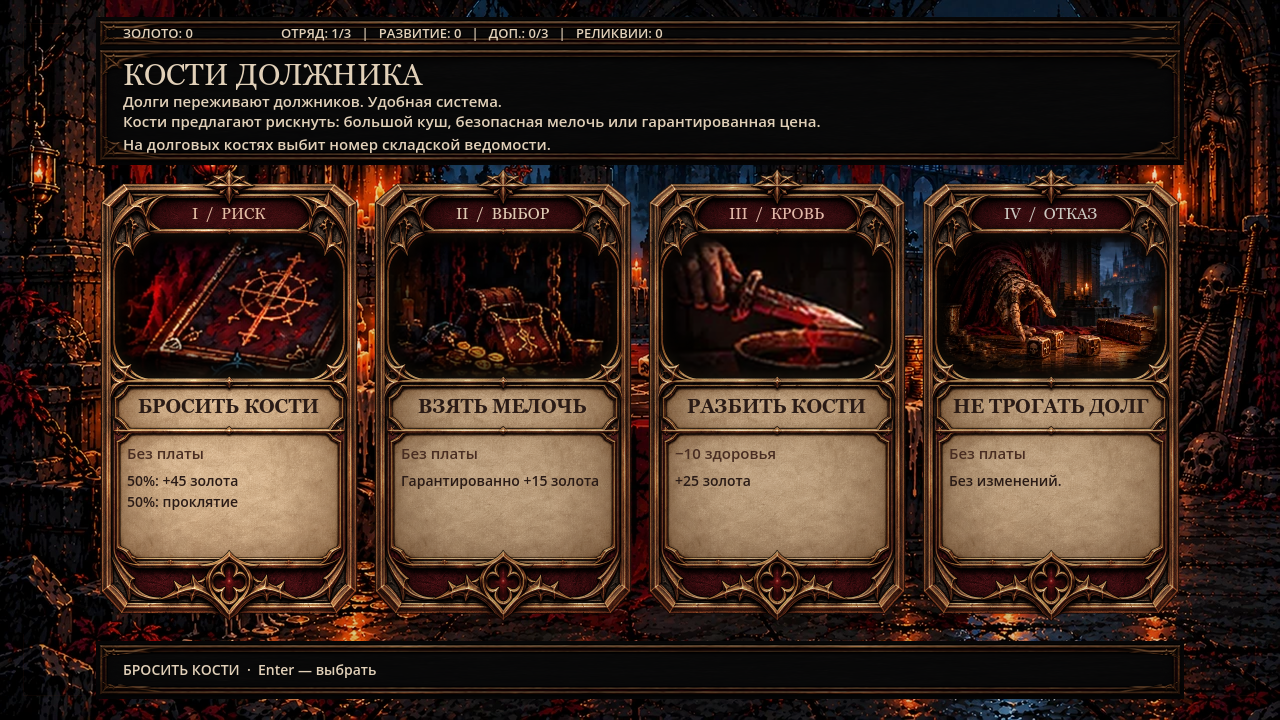 ЗОЛОТО: 0 ОТРЯД: 1/3 | РАЗВИТИЕ: 0 | ДОП.: 0/3 | РЕЛИКВИИ: 0
КОСТИ ДОЛЖНИКА
Долги переживают должников. Удобная система.
Кости предлагают рискнуть: большой куш, безопасная мелочь или гарантированная цена.
На долговых костях выбит номер складской ведомости.
I / РИСК
БРОСИТЬ КОСТИ
Без платы
50%: +45 золота
50%: проклятие
II / ВЫБОР
ВЗЯТЬ МЕЛОЧЬ
Без платы
Гарантированно +15 золота
III / КРОВЬ
РАЗБИТЬ КОСТИ
−10 здоровья
+25 золота
IV / ОТКАЗ
НЕ ТРОГАТЬ ДОЛГ
Без платы
Без изменений.
БРОСИТЬ КОСТИ · Enter — выбрать